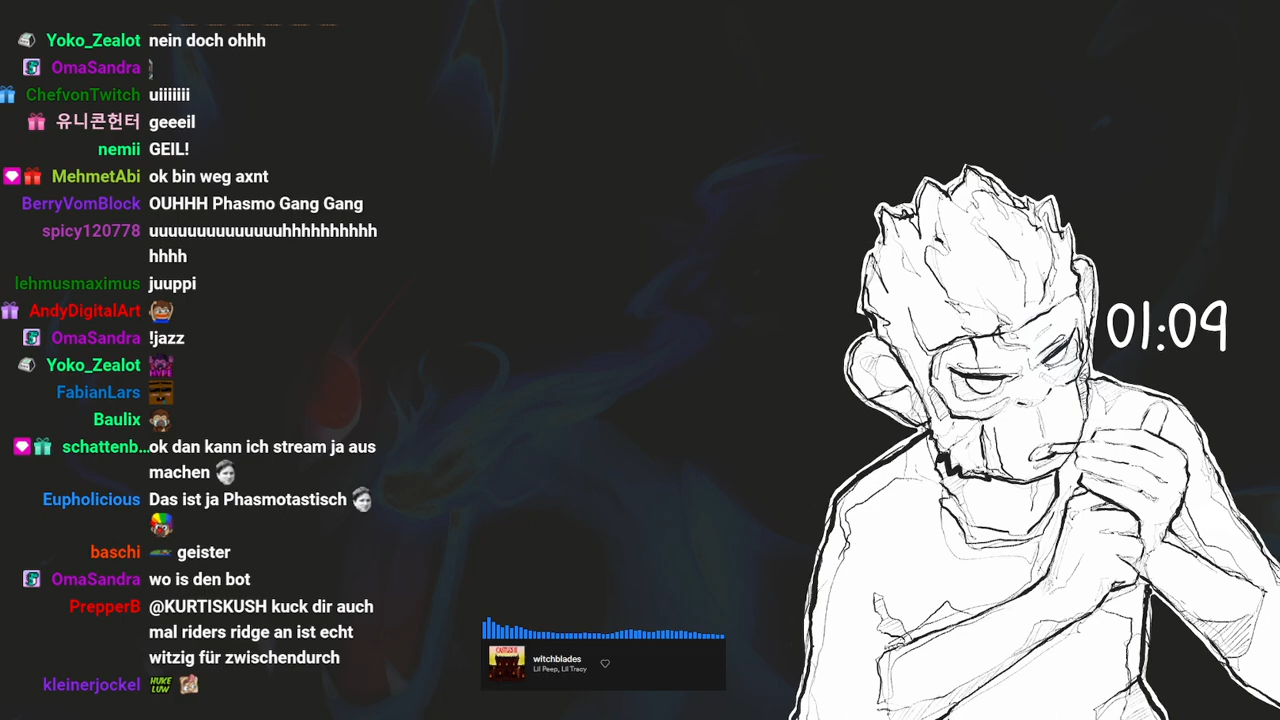 Yoko_Zealot nein doch ohhh
OmaSandra
ChefvonTwitch uiiiiiii
유니콘헌터 geeeil
nemii GEIL!
MehmetAbi ok bin weg axnt
BerryVomBlock OUHHH Phasmo Gang Gang
spicy120778 uuuuuuuuuuuuuuhhhhhhhhhh
hhhh
lehmusmaximus juuppi
AndyDigitalArt
OmaSandra !jazz
Yoko_Zealot HYPE
FabianLars
Baulix
schattenb... ok dan kann ich stream ja aus
machen
Eupholicious Das ist ja Phasmotastisch
baschi geister
OmaSandra wo is den bot
PrepperB @KURTISKUSH kuck dir auch
mal riders ridge an ist echt
witzig für zwischendurch
kleinerjockel HUKE LUW
01:09
witchblades
Lil Peep, Lil Tracy